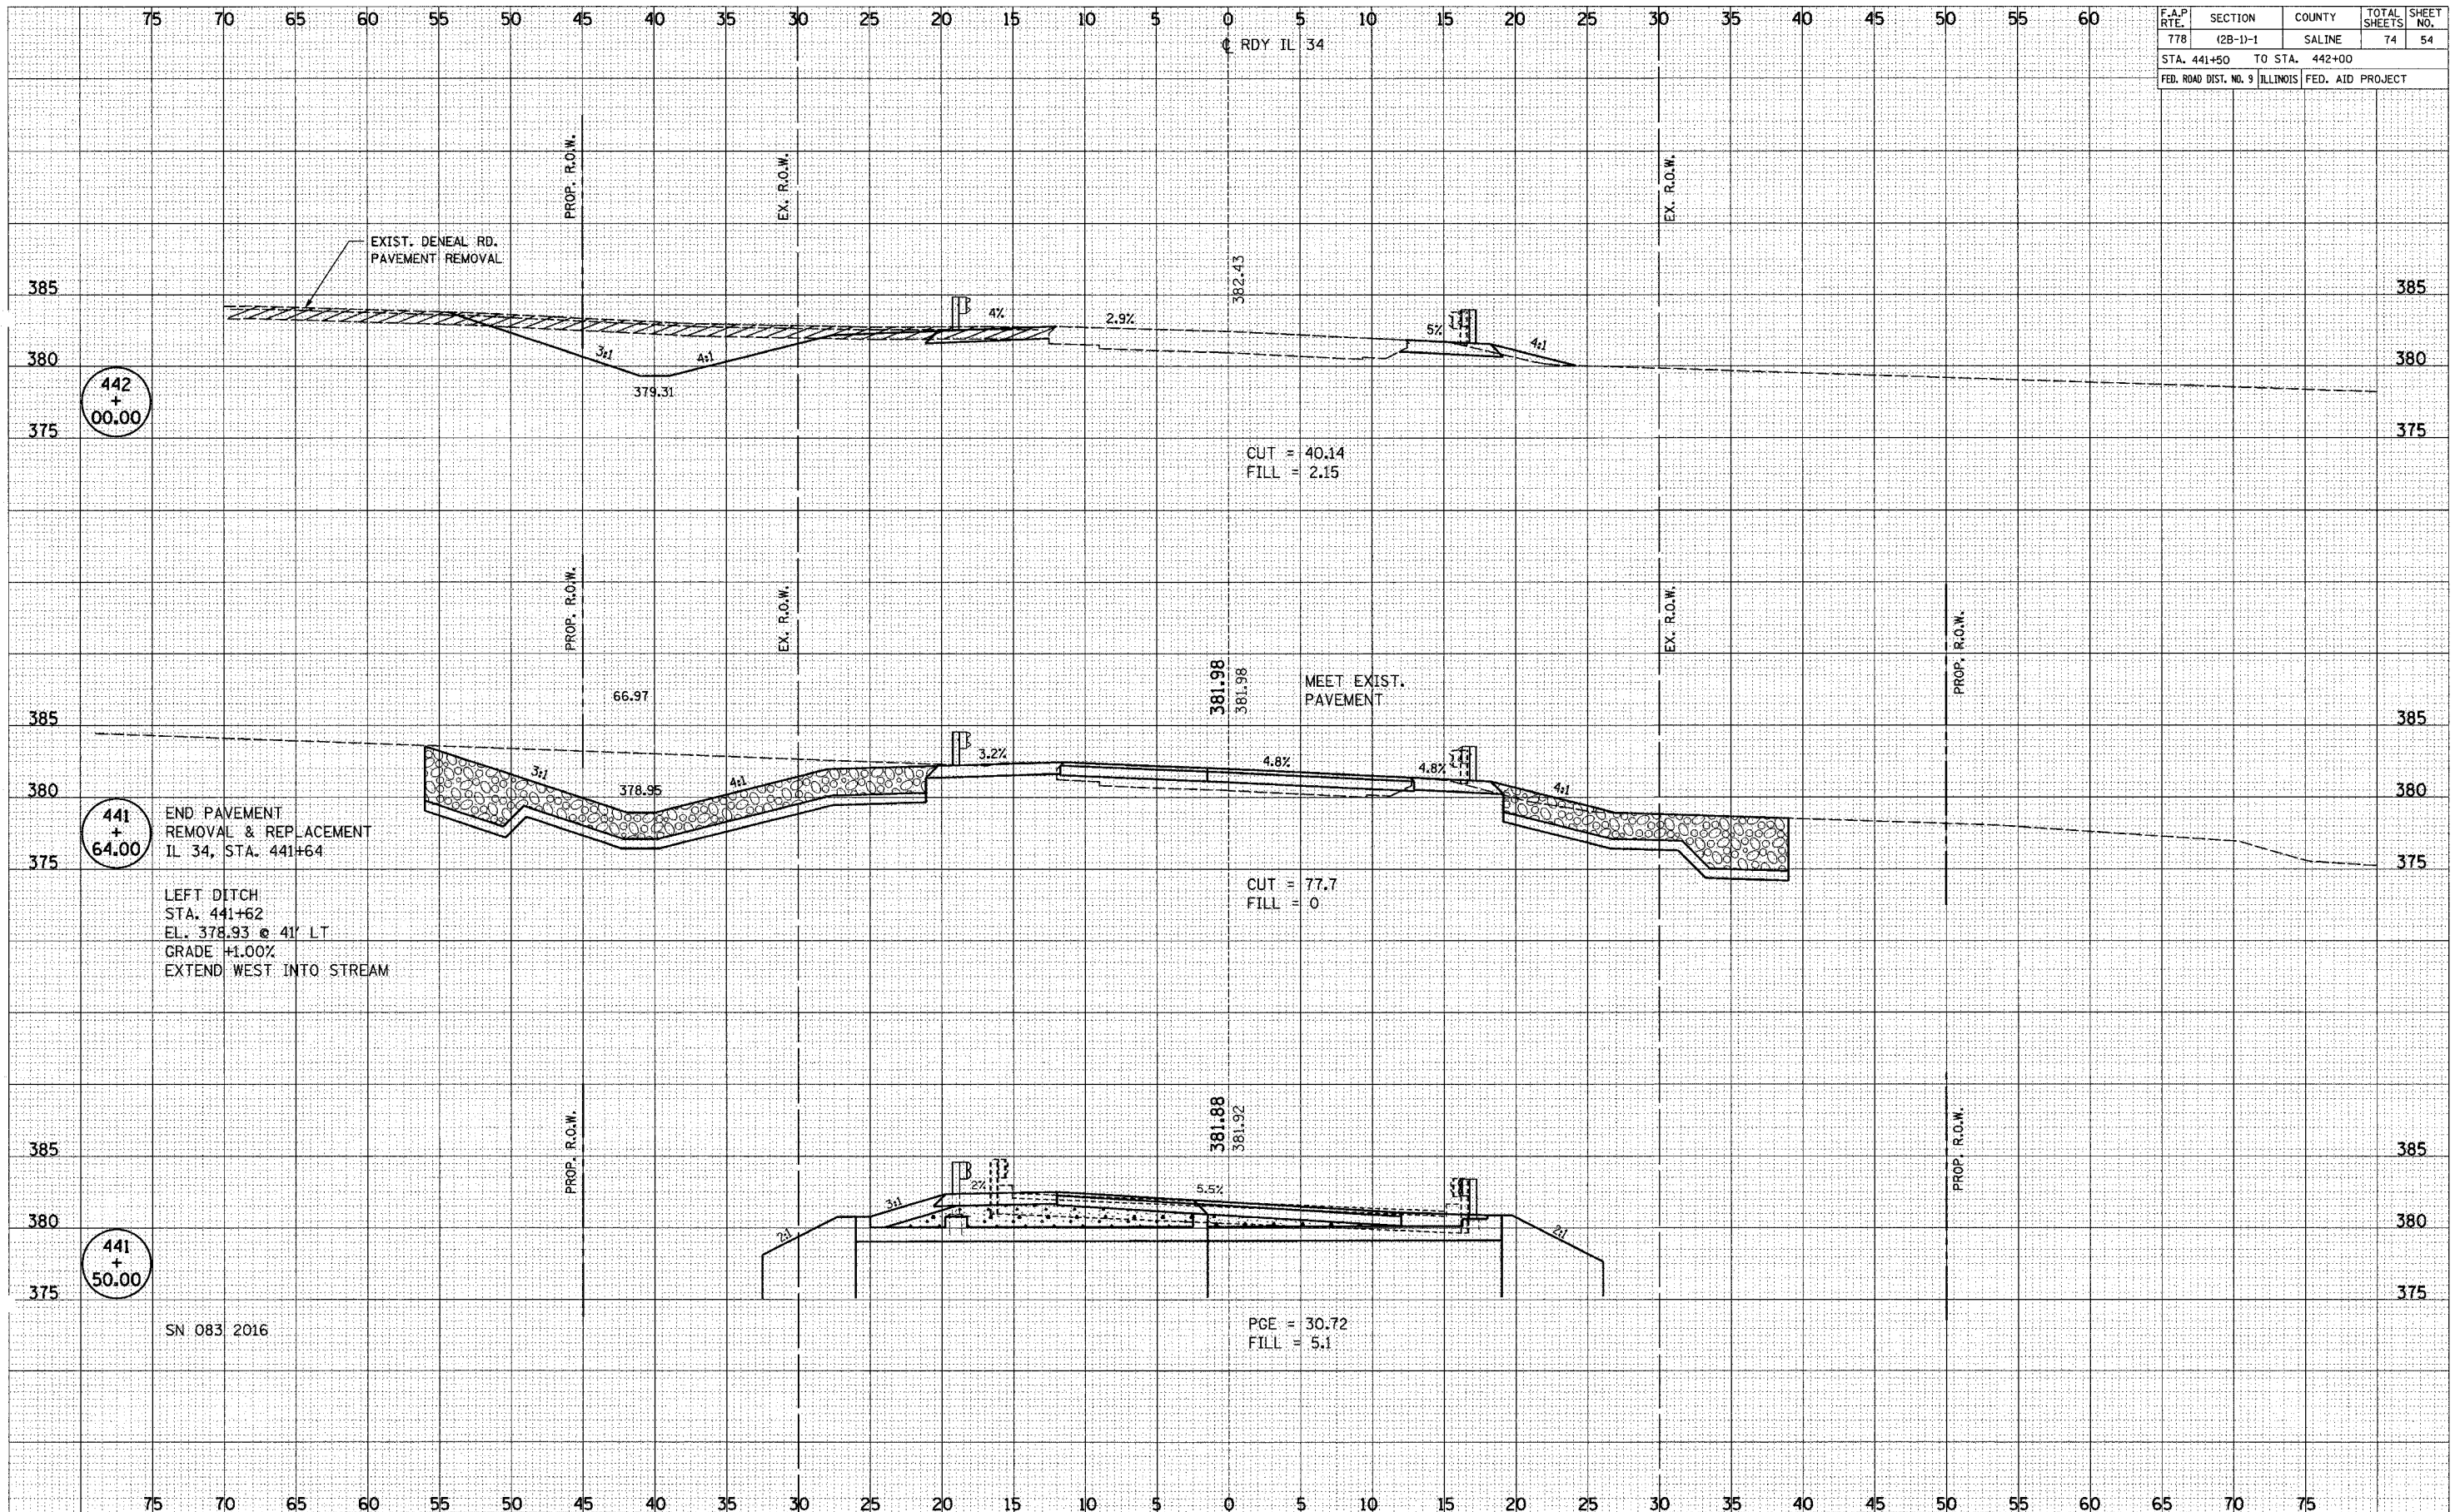 75 70 65 60 55 50 45 40 35 30 25 20 15 10 5 0 5 10 15 20 25 30 35 40 45 50 55 60
F.A.P RTE. SECTION COUNTY TOTAL SHEETS SHEET NO.
778 (2B-1)-1 SALINE 74 54
STA. 441+50 TO STA. 442+00
FED. ROAD DIST. NO. 9 ILLINOIS FED. AID PROJECT
℄ RDY IL 34
PROP. R.O.W.
EX. R.O.W.
EX. R.O.W.
EXIST. DENEAL RD.
PAVEMENT REMOVAL
382.43
385
385
4%
2.9%
5%
4:1
3:1
4:1
380
380
379.31
442
+
00.00
375
375
CUT = 40.14
FILL = 2.15
PROP. R.O.W.
EX. R.O.W.
EX. R.O.W.
PROP. R.O.W.
66.97
381.98
381.98
MEET EXIST.
PAVEMENT
385
385
3.2%
4.8%
4.8%
3:1
378.95
4:1
4:1
380
380
441
+
64.00
END PAVEMENT
REMOVAL & REPLACEMENT
IL 34, STA. 441+64
375
375
LEFT DITCH
STA. 441+62
EL. 378.93 @ 41' LT
GRADE +1.00%
EXTEND WEST INTO STREAM
CUT = 77.7
FILL = 0
PROP. R.O.W.
381.88
381.92
PROP. R.O.W.
385
385
2%
5.5%
3:1
2:1
2:1
380
380
441
+
50.00
375
375
SN 083 2016
PGE = 30.72
FILL = 5.1
75 70 65 60 55 50 45 40 35 30 25 20 15 10 5 0 5 10 15 20 25 30 35 40 45 50 55 60 65 70 75